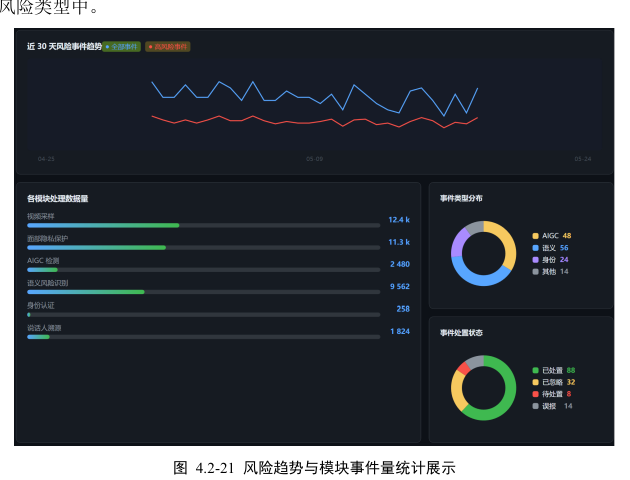 风险类型中。
近 30 天风险事件趋势
全部事件
高风险事件
04-25
05-09
05-24
各模块处理数据量
视频采样
12.4 k
面部隐私保护
11.3 k
AIGC 检测
2 480
语义风险识别
9 562
身份认证
258
说话人溯源
1 824
事件类型分布
AIGC 48
语义 56
身份 24
其他 14
事件处置状态
已处置 88
已忽略 32
待处置 8
误报 14
图 4.2-21 风险趋势与模块事件量统计展示